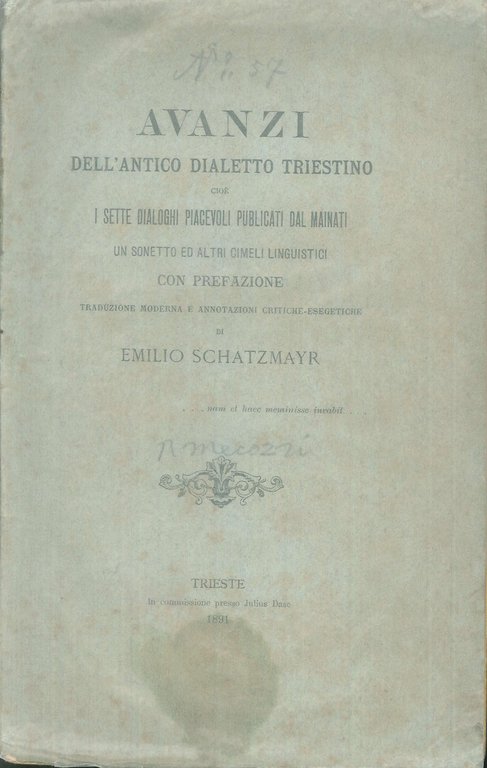 No. 57
AVANZI
DELL'ANTICO DIALETTO TRIESTINO
CIOÈ
I SETTE DIALOGHI PIACEVOLI PUBLICATI DAL MAINATI
UN SONETTO ED ALTRI CIMELI LINGUISTICI
CON PREFAZIONE
TRADUZIONE MODERNA E ANNOTAZIONI CRITICHE-ESEGETICHE
DI
EMILIO SCHATZMAYR
. . . . nam et haec meminisse iuvabit . . .
TRIESTE
In commissione presso Julius Dase
1891